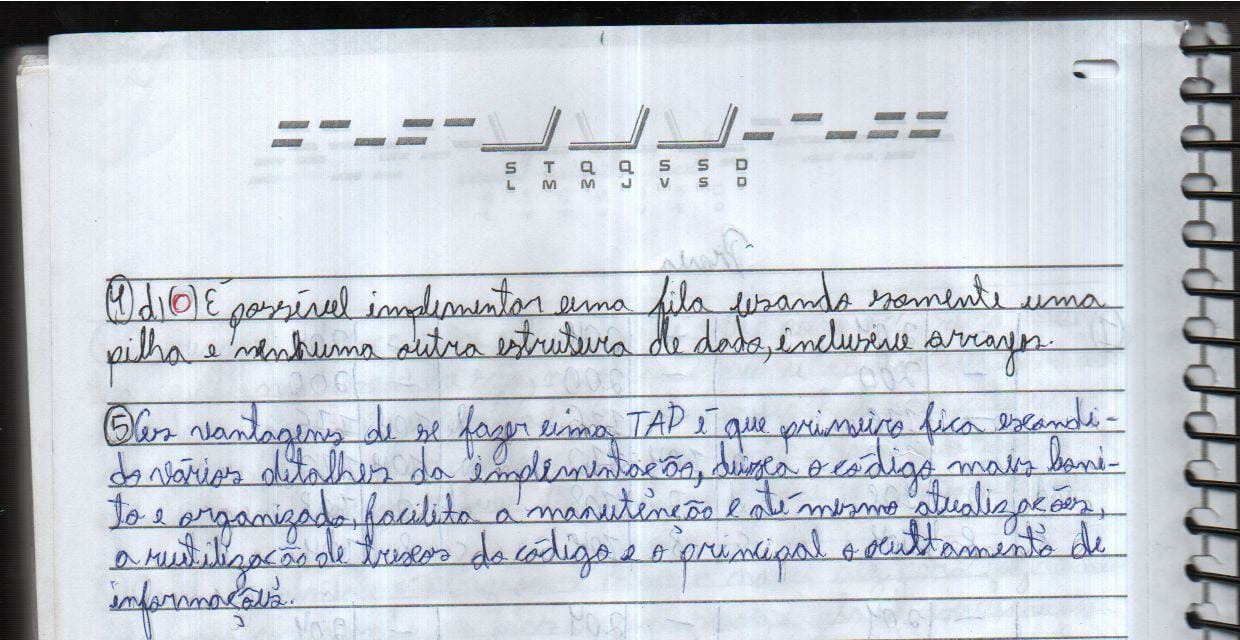 S T Q Q S S D
L M M J V S D
4) d) (O) É possível implementar uma fila usando somente uma
pilha e nenhuma outra estrutura de dado, inclusive arrays.
5 As vantagens de se fazer uma TAD é que primeiro fica escondi-
do vários detalhes da implementação, deixa o código mais boni-
to e organizado, facilita a manutenção e até mesmo atualizações,
a reutilização de trexos do código e o principal o ocultamento de
informações.